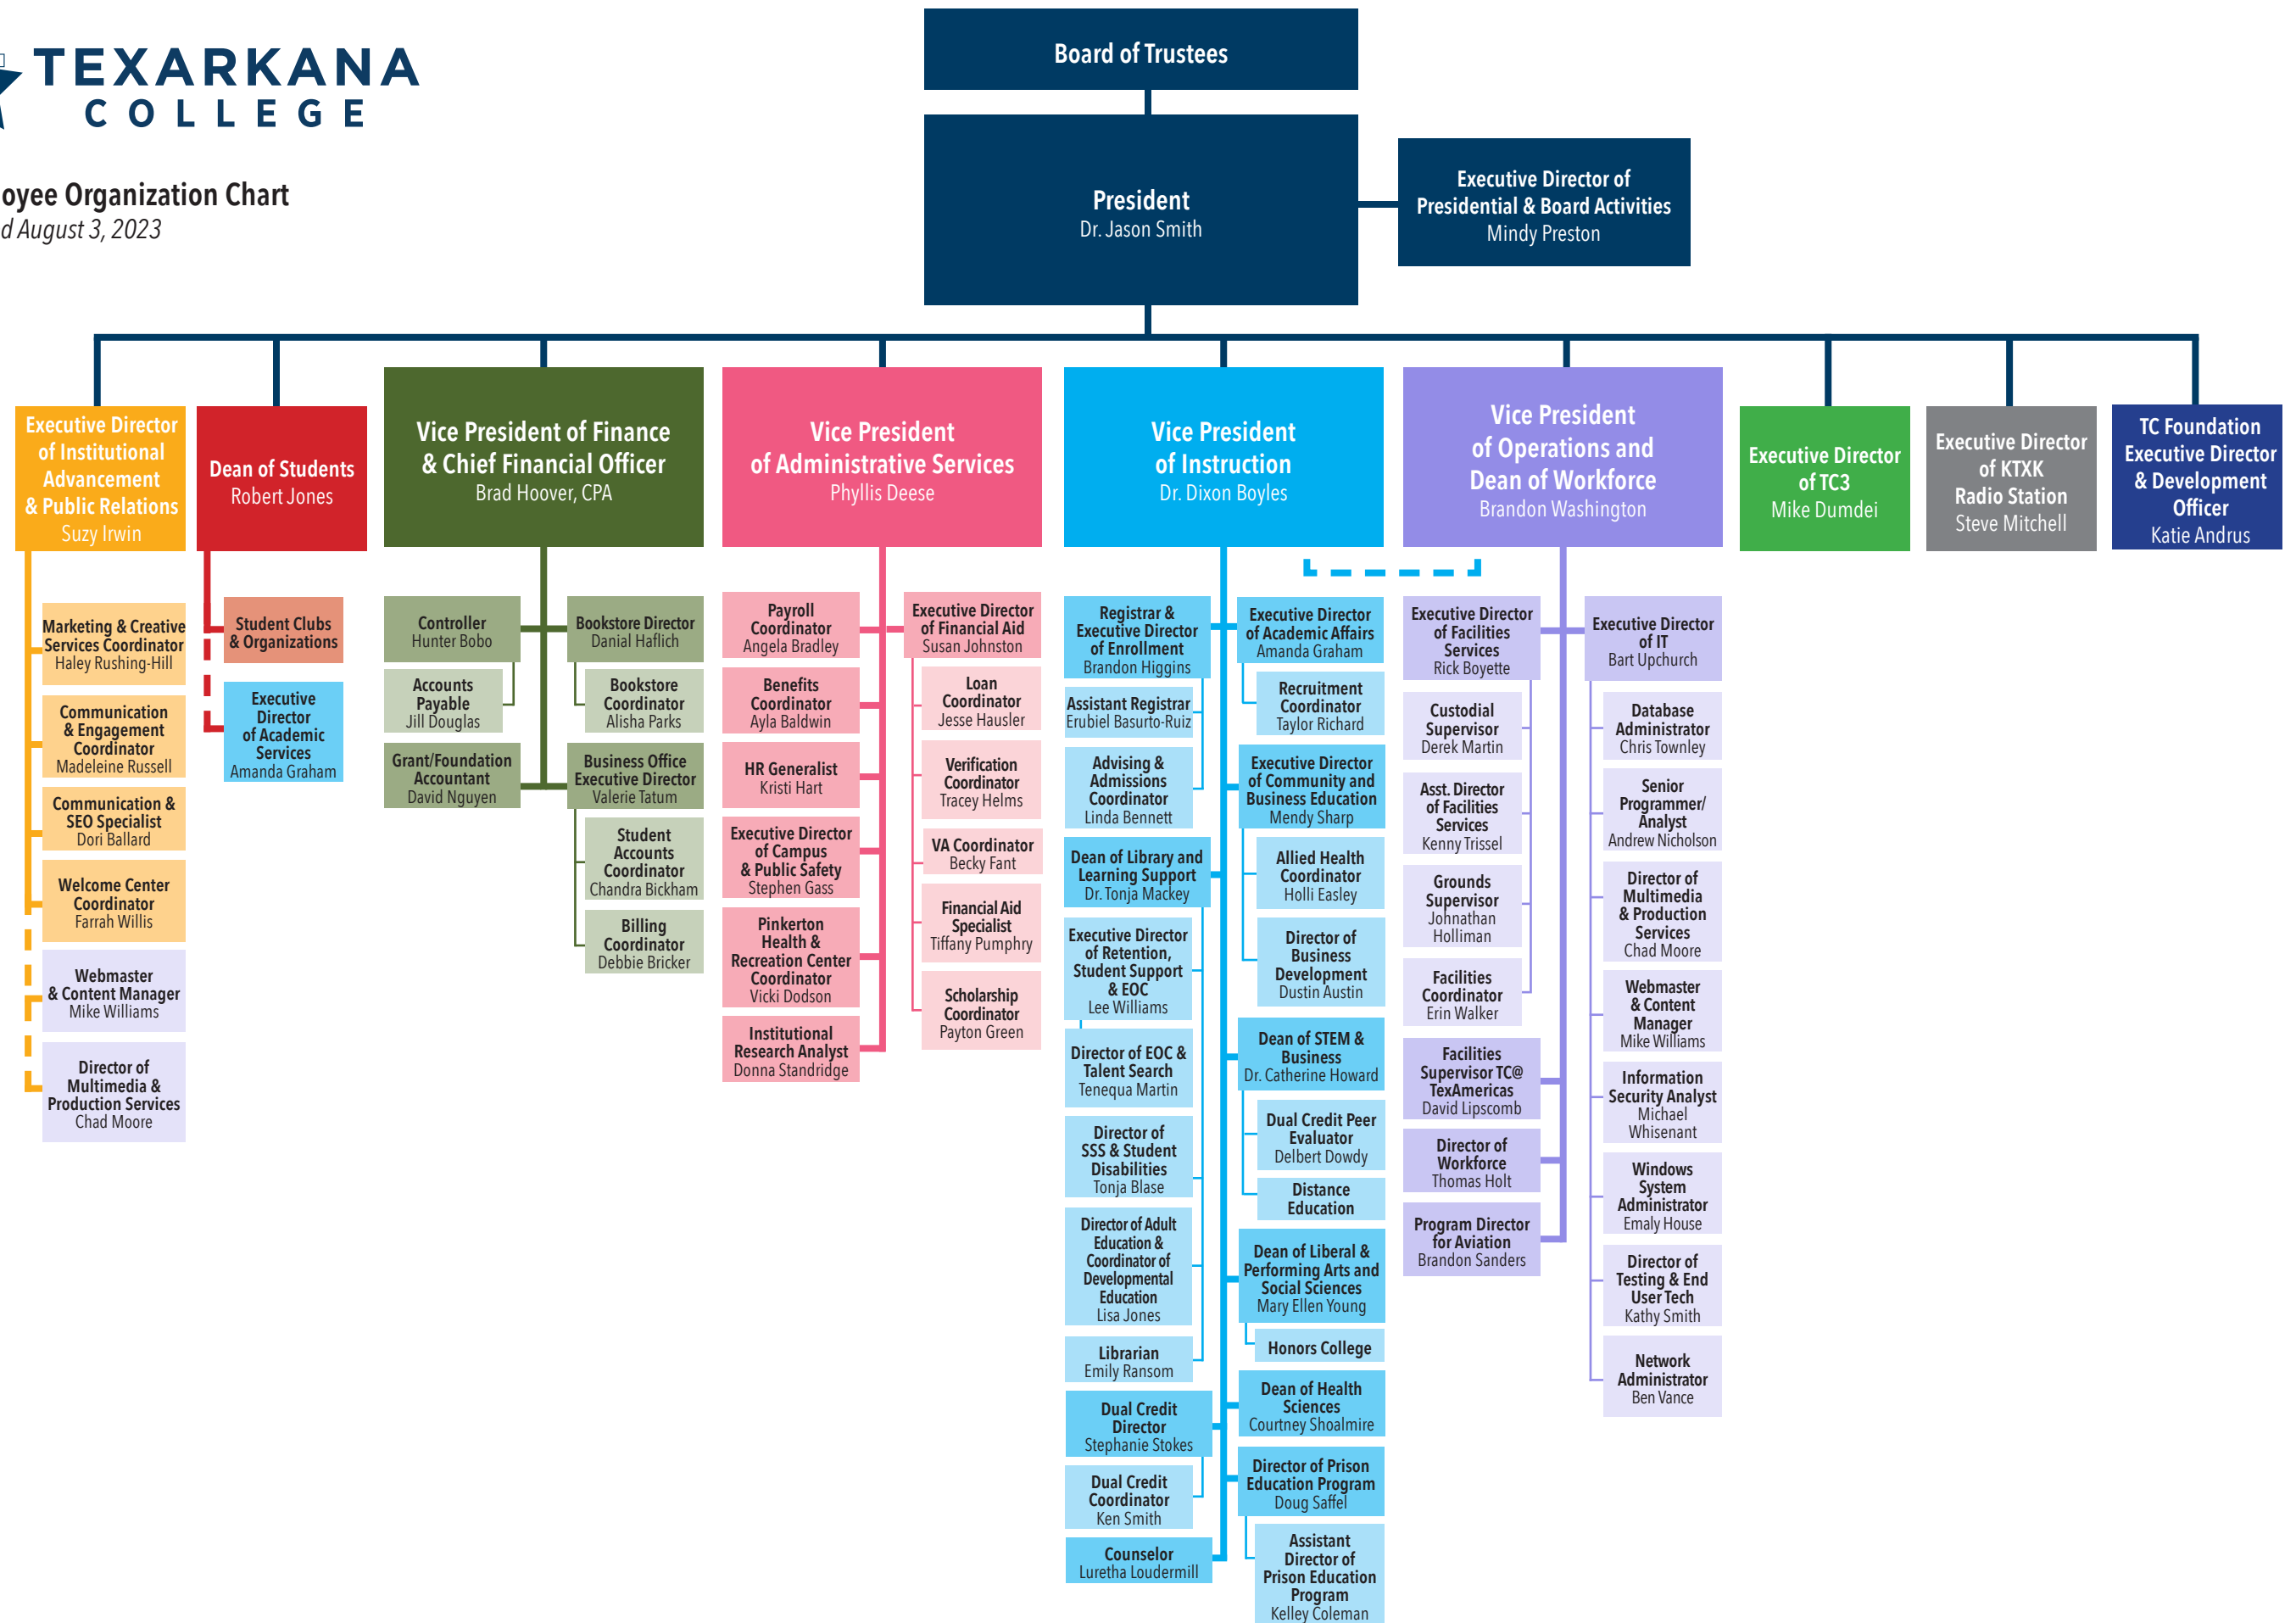 TEXARKANA
COLLEGE
oyee Organization Chart
d August 3, 2023
Board of Trustees
President
Dr. Jason Smith
Executive Director of
Presidential & Board Activities
Mindy Preston
Executive Director
of Institutional
Advancement
& Public Relations
Suzy Irwin
Marketing & Creative
Services Coordinator
Haley Rushing-Hill
Communication
& Engagement
Coordinator
Madeleine Russell
Communication &
SEO Specialist
Dori Ballard
Welcome Center
Coordinator
Farrah Willis
Webmaster
& Content Manager
Mike Williams
Director of
Multimedia &
Production Services
Chad Moore
Dean of Students
Robert Jones
Student Clubs
& Organizations
Executive
Director
of Academic
Services
Amanda Graham
Vice President of Finance
& Chief Financial Officer
Brad Hoover, CPA
Controller
Hunter Bobo
Accounts
Payable
Jill Douglas
Grant/Foundation
Accountant
David Nguyen
Bookstore Director
Danial Haflich
Bookstore
Coordinator
Alisha Parks
Business Office
Executive Director
Valerie Tatum
Student
Accounts
Coordinator
Chandra Bickham
Billing
Coordinator
Debbie Bricker
Vice President
of Administrative Services
Phyllis Deese
Payroll
Coordinator
Angela Bradley
Benefits
Coordinator
Ayla Baldwin
HR Generalist
Kristi Hart
Executive Director
of Campus
& Public Safety
Stephen Gass
Pinkerton
Health &
Recreation Center
Coordinator
Vicki Dodson
Institutional
Research Analyst
Donna Standridge
Executive Director
of Financial Aid
Susan Johnston
Loan
Coordinator
Jesse Hausler
Verification
Coordinator
Tracey Helms
VA Coordinator
Becky Fant
Financial Aid
Specialist
Tiffany Pumphry
Scholarship
Coordinator
Payton Green
Vice President
of Instruction
Dr. Dixon Boyles
Registrar &
Executive Director
of Enrollment
Brandon Higgins
Assistant Registrar
Erubiel Basurto-Ruiz
Advising &
Admissions
Coordinator
Linda Bennett
Dean of Library and
Learning Support
Dr. Tonja Mackey
Executive Director
of Retention,
Student Support
& EOC
Lee Williams
Director of EOC &
Talent Search
Tenequa Martin
Director of
SSS & Student
Disabilities
Tonja Blase
Director of Adult
Education &
Coordinator of
Developmental
Education
Lisa Jones
Librarian
Emily Ransom
Dual Credit
Director
Stephanie Stokes
Dual Credit
Coordinator
Ken Smith
Counselor
Luretha Loudermill
Executive Director
of Academic Affairs
Amanda Graham
Recruitment
Coordinator
Taylor Richard
Executive Director
of Community and
Business Education
Mendy Sharp
Allied Health
Coordinator
Holli Easley
Director of
Business
Development
Dustin Austin
Dean of STEM &
Business
Dr. Catherine Howard
Dual Credit Peer
Evaluator
Delbert Dowdy
Distance
Education
Dean of Liberal &
Performing Arts and
Social Sciences
Mary Ellen Young
Honors College
Dean of Health
Sciences
Courtney Shoalmire
Director of Prison
Education Program
Doug Saffel
Assistant
Director of
Prison Education
Program
Kelley Coleman
Vice President
of Operations and
Dean of Workforce
Brandon Washington
Executive Director
of Facilities
Services
Rick Boyette
Custodial
Supervisor
Derek Martin
Asst. Director
of Facilities
Services
Kenny Trissel
Grounds
Supervisor
Johnathan
Holliman
Facilities
Coordinator
Erin Walker
Facilities
Supervisor TC@
TexAmericas
David Lipscomb
Director of
Workforce
Thomas Holt
Program Director
for Aviation
Brandon Sanders
Executive Director
of IT
Bart Upchurch
Database
Administrator
Chris Townley
Senior
Programmer/
Analyst
Andrew Nicholson
Director of
Multimedia
& Production
Services
Chad Moore
Webmaster
& Content
Manager
Mike Williams
Information
Security Analyst
Michael
Whisenant
Windows
System
Administrator
Emaly House
Director of
Testing & End
User Tech
Kathy Smith
Network
Administrator
Ben Vance
Executive Director
of TC3
Mike Dumdei
Executive Director
of KTXK
Radio Station
Steve Mitchell
TC Foundation
Executive Director
& Development
Officer
Katie Andrus